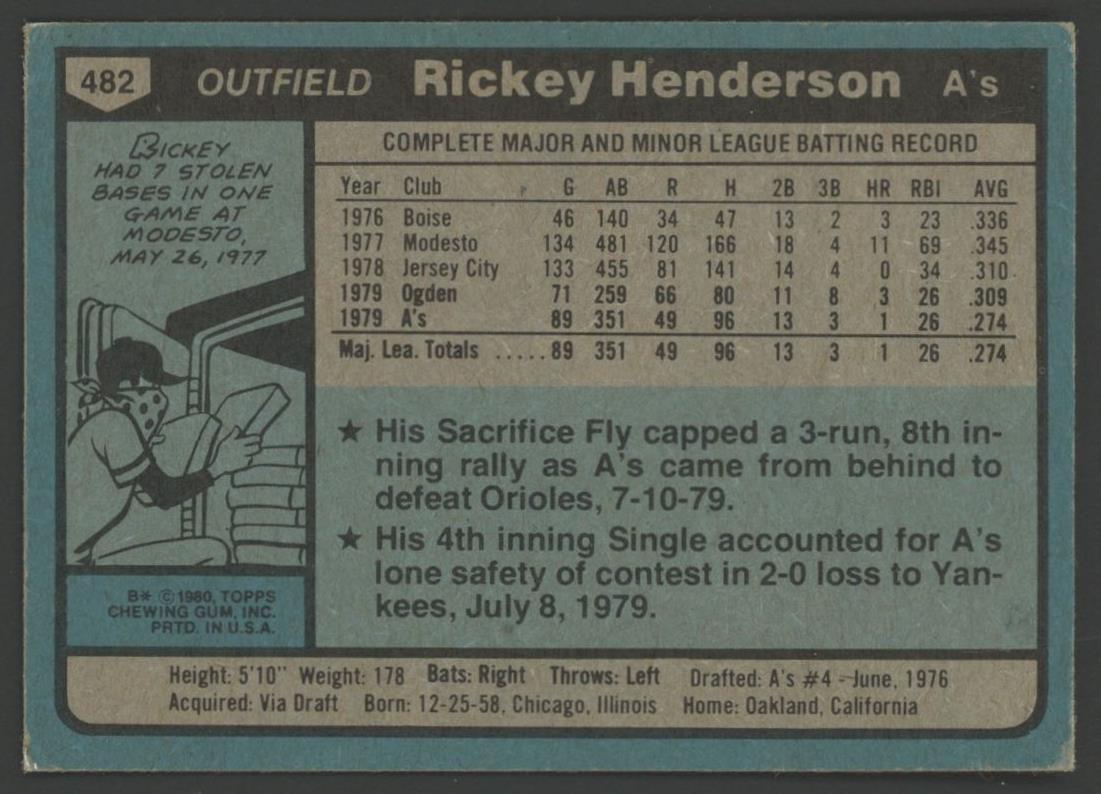 482 OUTFIELD Rickey Henderson A's
RICKEY
HAD 7 STOLEN
BASES IN ONE
GAME AT
MODESTO,
MAY 26, 1977
COMPLETE MAJOR AND MINOR LEAGUE BATTING RECORD
Year Club G AB R H 2B 3B HR RBI AVG
1976 Boise 46 140 34 47 13 2 3 23 .336
1977 Modesto 134 481 120 166 18 4 11 69 .345
1978 Jersey City 133 455 81 141 14 4 0 34 .310
1979 Ogden 71 259 66 80 11 8 3 26 .309
1979 A's 89 351 49 96 13 3 1 26 .274
Maj. Lea. Totals ..... 89 351 49 96 13 3 1 26 .274
★ His Sacrifice Fly capped a 3-run, 8th in-
ning rally as A's came from behind to
defeat Orioles, 7-10-79.
★ His 4th inning Single accounted for A's
lone safety of contest in 2-0 loss to Yan-
kees, July 8, 1979.
B* © 1980, TOPPS
CHEWING GUM, INC.
PRTD. IN U.S.A.
Height: 5'10" Weight: 178 Bats: Right Throws: Left Drafted: A's #4 - June, 1976
Acquired: Via Draft Born: 12-25-58, Chicago, Illinois Home: Oakland, California